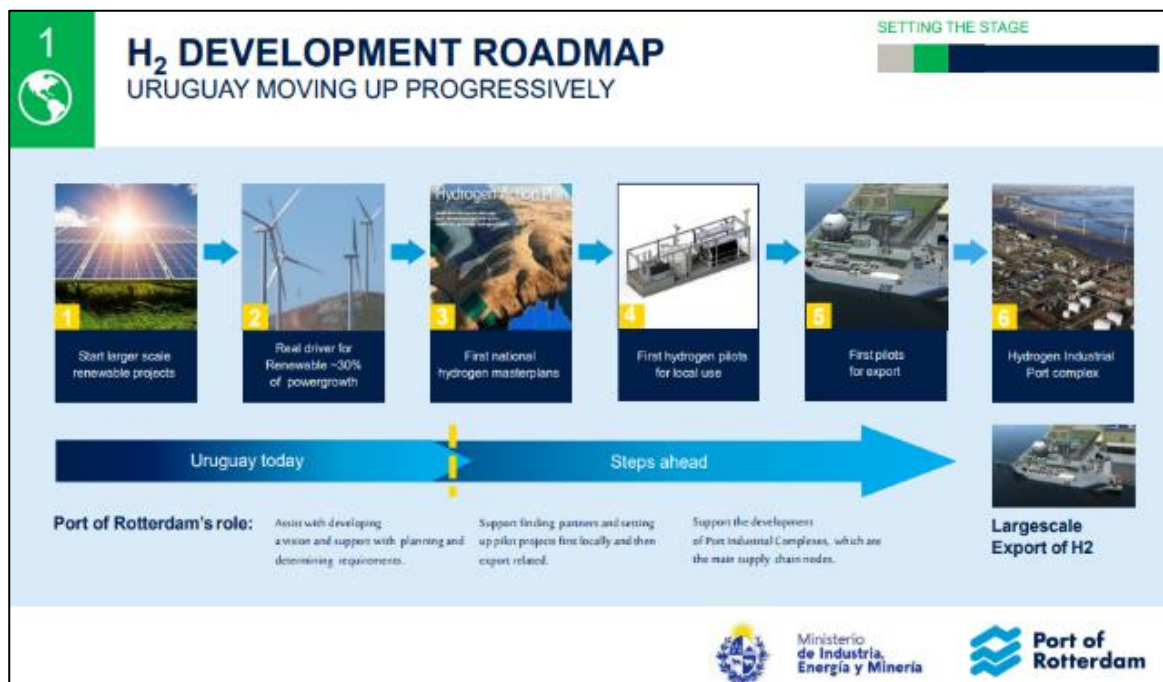 1
SETTING THE STAGE
H₂ DEVELOPMENT ROADMAP
URUGUAY MOVING UP PROGRESSIVELY
Hydrogen Action Plan
1
2
3
4
5
6
Start larger scale
renewable projects
Real driver for
Renewable ~30%
of powergrowth
First national
hydrogen masterplans
First hydrogen pilots
for local use
First pilots
for export
Hydrogen Industrial
Port complex
Uruguay today
Steps ahead
Port of Rotterdam's role:
Assist with developing
a vision and support with planning and
determining requirements.
Support finding partners and setting
up pilot projects first locally and then
export related.
Support the development
of Port Industrial Complexes, which are
the main supply chain nodes.
Largescale
Export of H2
Ministerio
de Industria,
Energía y Minería
Port of
Rotterdam